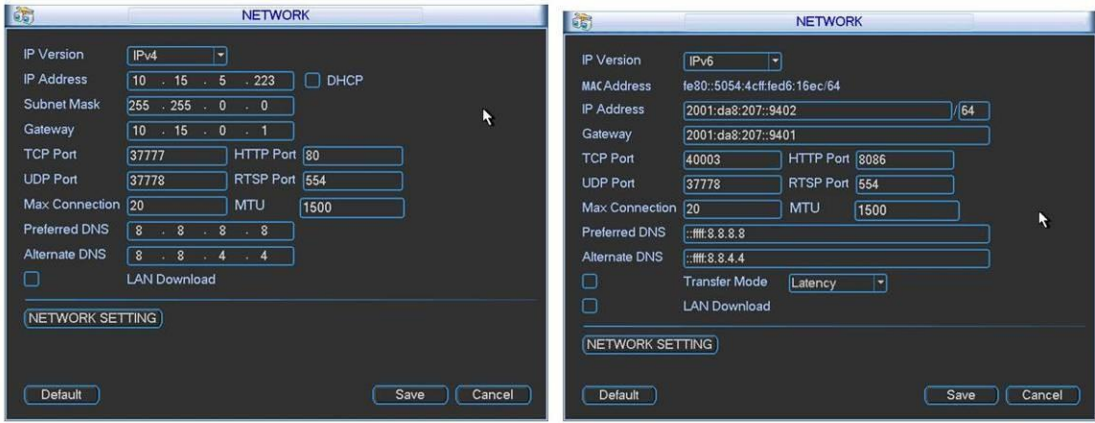 NETWORK
IP Version IPv4
IP Address 10 . 15 . 5 . 223 DHCP
Subnet Mask 255 . 255 . 0 . 0
Gateway 10 . 15 . 0 . 1
TCP Port 37777 HTTP Port 80
UDP Port 37778 RTSP Port 554
Max Connection 20 MTU 1500
Preferred DNS 8 . 8 . 8 . 8
Alternate DNS 8 . 8 . 4 . 4
LAN Download
NETWORK SETTING
Default Save Cancel
NETWORK
IP Version IPv6
MAC Address fe80::5054:4cff:fed6:16ec/64
IP Address 2001:da8:207::9402 / 64
Gateway 2001:da8:207::9401
TCP Port 40003 HTTP Port 8086
UDP Port 37778 RTSP Port 554
Max Connection 20 MTU 1500
Preferred DNS ::ffff:8.8.8.8
Alternate DNS ::ffff:8.8.4.4
Transfer Mode Latency
LAN Download
NETWORK SETTING
Default Save Cancel